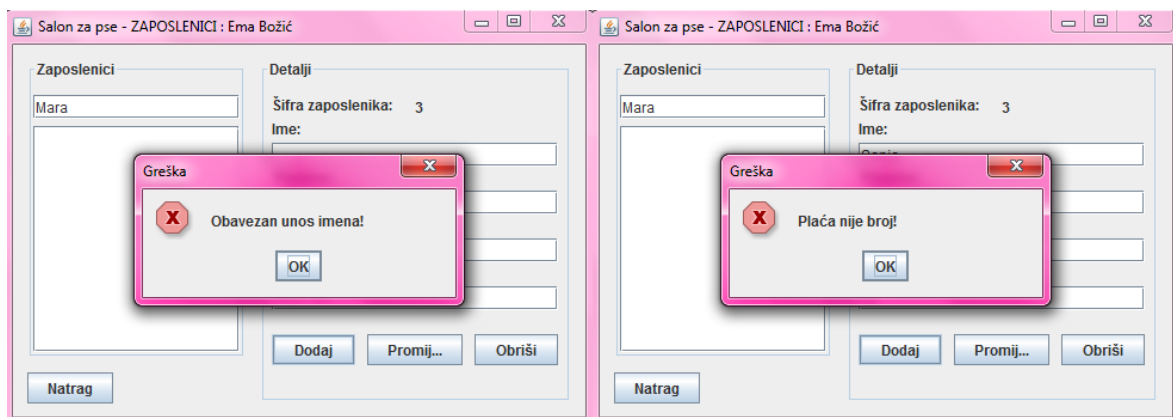 Salon za pse - ZAPOSLENICI : Ema Božić
Zaposlenici
Mara
Detalji
Šifra zaposlenika: 3
Ime:
Greška
Obavezan unos imena!
OK
Dodaj Promij... Obriši
Natrag
Salon za pse - ZAPOSLENICI : Ema Božić
Zaposlenici
Mara
Detalji
Šifra zaposlenika: 3
Ime:
Greška
Plaća nije broj!
OK
Dodaj Promij... Obriši
Natrag